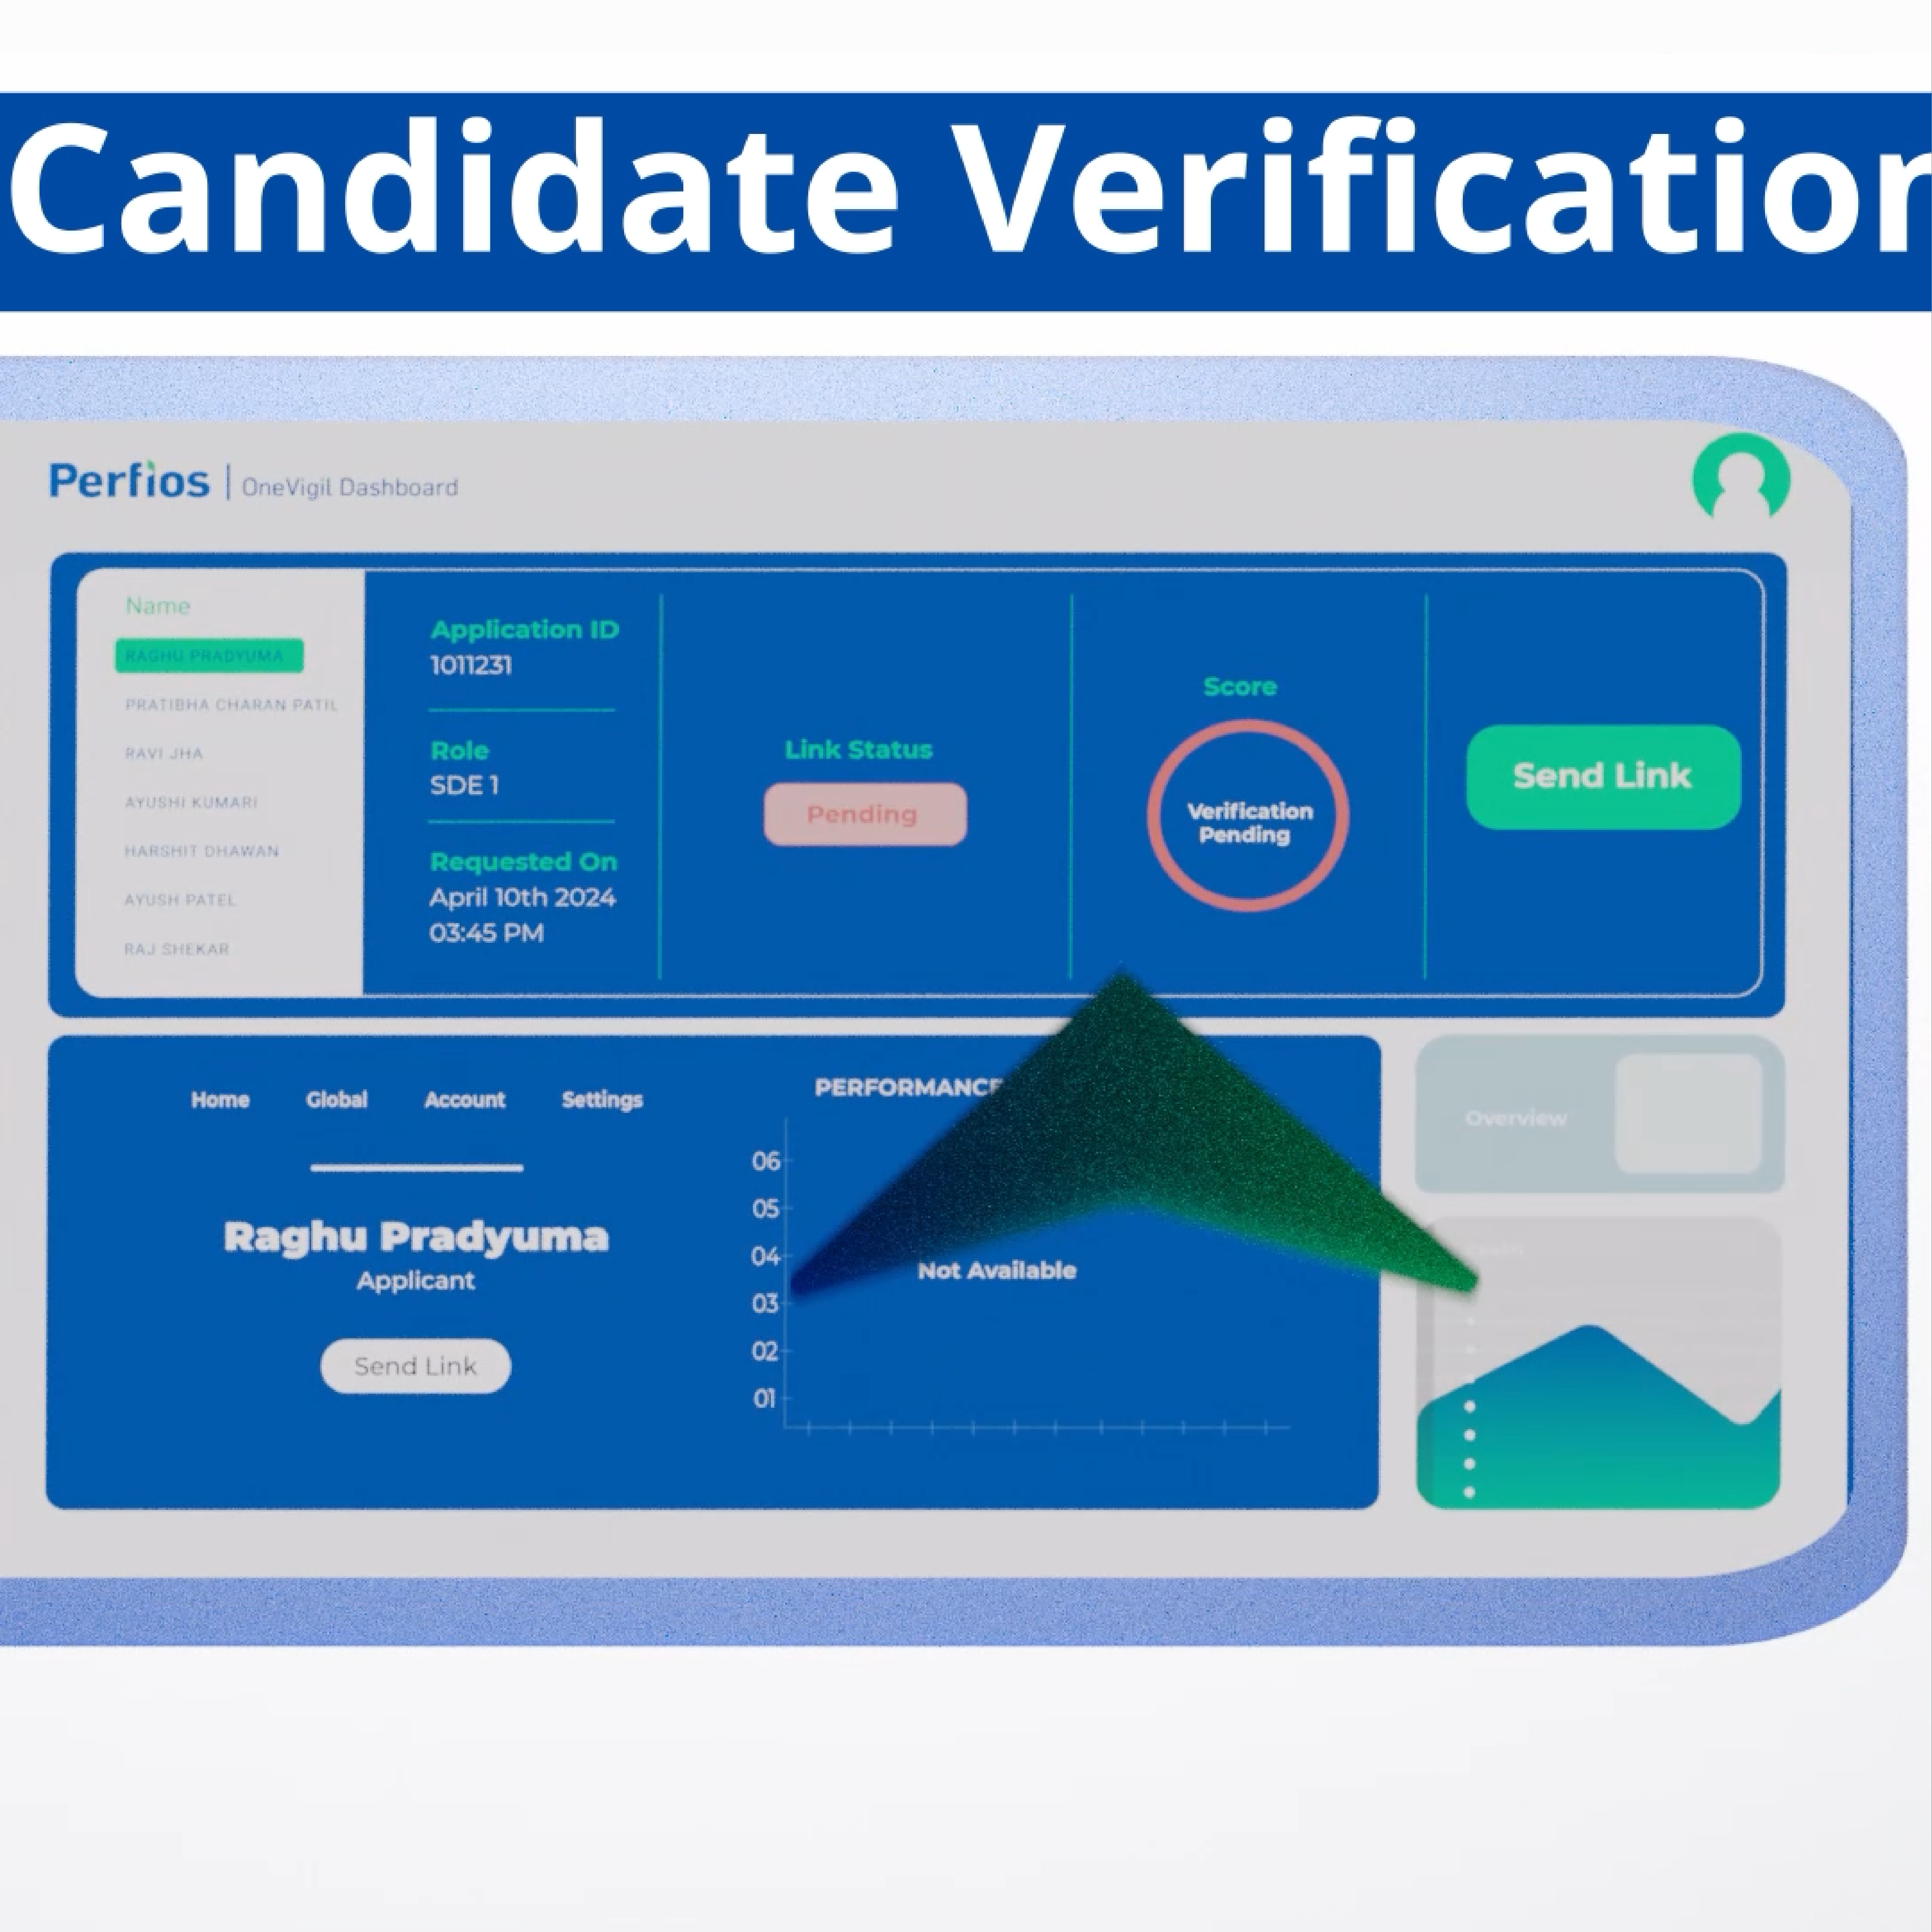 Candidate Verification
Perfios | OneVigil Dashboard
Name
RAGHU PRADYUMA
PRATIBHA CHARAN PATIL
RAVI JHA
AYUSHI KUMARI
HARSHIT DHAWAN
AYUSH PATEL
RAJ SHEKAR
Application ID
1011231
Role
SDE 1
Requested On
April 10th 2024
03:45 PM
Link Status
Pending
Score
Verification
Pending
Send Link
Home Global Account Settings
Raghu Pradyuma
Applicant
Send Link
PERFORMANCE
06
05
04
03
02
01
Not Available
Overview